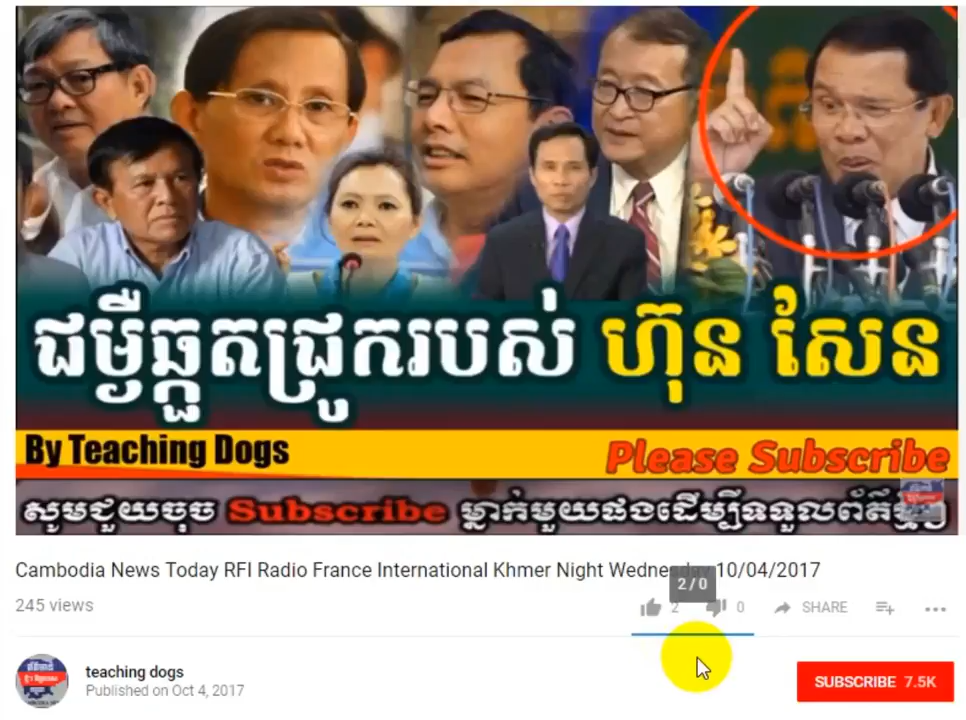 ជម្ងឺឆ្កួតជ្រូករបស់ ហ៊ុន សែន
By Teaching Dogs
Please Subscribe
សូមជួយចុច Subscribe ម្នាក់មួយផងដើម្បីទទួលព័ត៌
Cambodia News Today RFI Radio France International Khmer Night Wednesday 10/04/2017
2/0
245 views
2 0 SHARE
teaching dogs
Published on Oct 4, 2017
SUBSCRIBE 7.5K